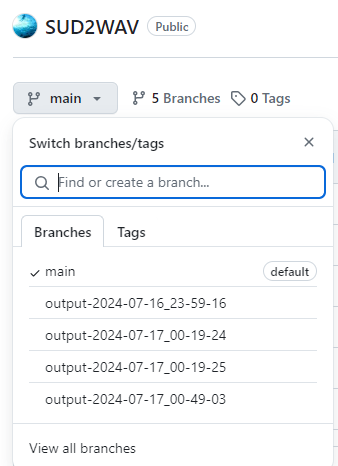 SUD2WAV Public
main 5 Branches 0 Tags
Switch branches/tags
Find or create a branch...
Branches Tags
main default
output-2024-07-16_23-59-16
output-2024-07-17_00-19-24
output-2024-07-17_00-19-25
output-2024-07-17_00-49-03
View all branches